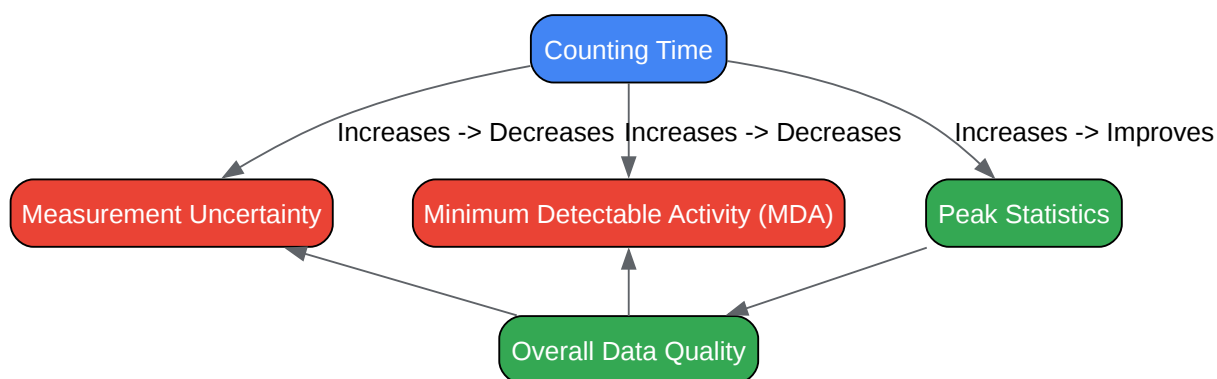 Counting Time
Increases -> Decreases
Increases -> Decreases
Increases -> Improves
Measurement Uncertainty
Minimum Detectable Activity (MDA)
Peak Statistics
Overall Data Quality